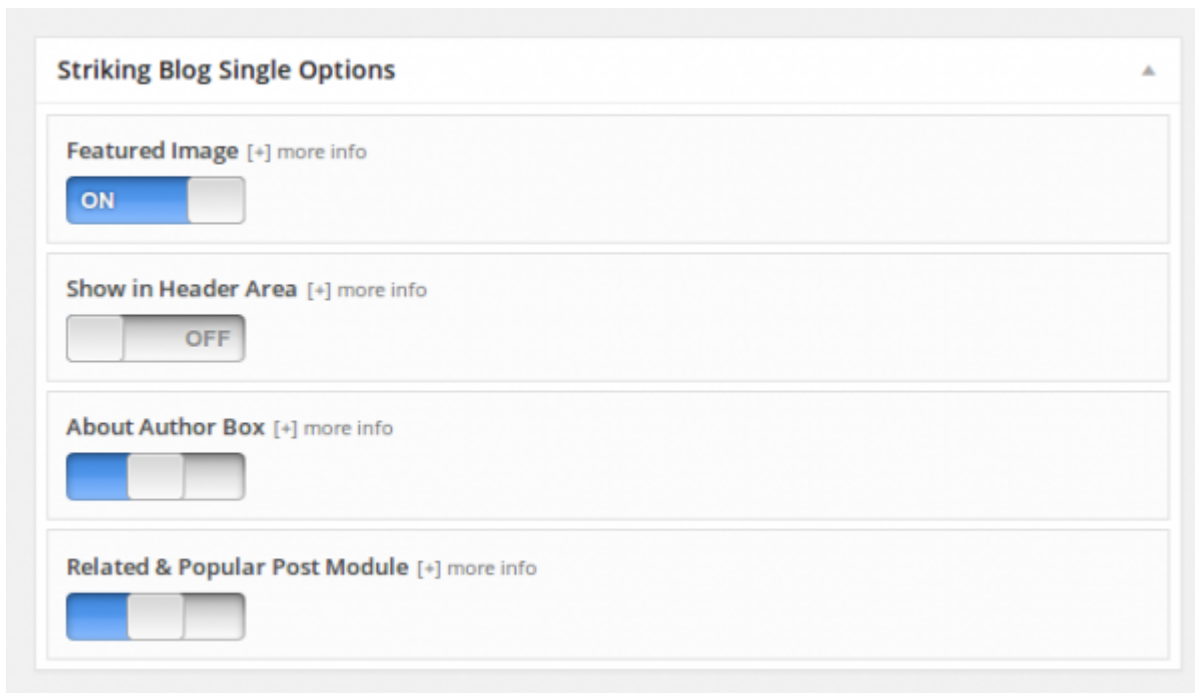 Striking Blog Single Options
Featured Image [+] more info
ON
Show in Header Area [+] more info
OFF
About Author Box [+] more info
Related & Popular Post Module [+] more info